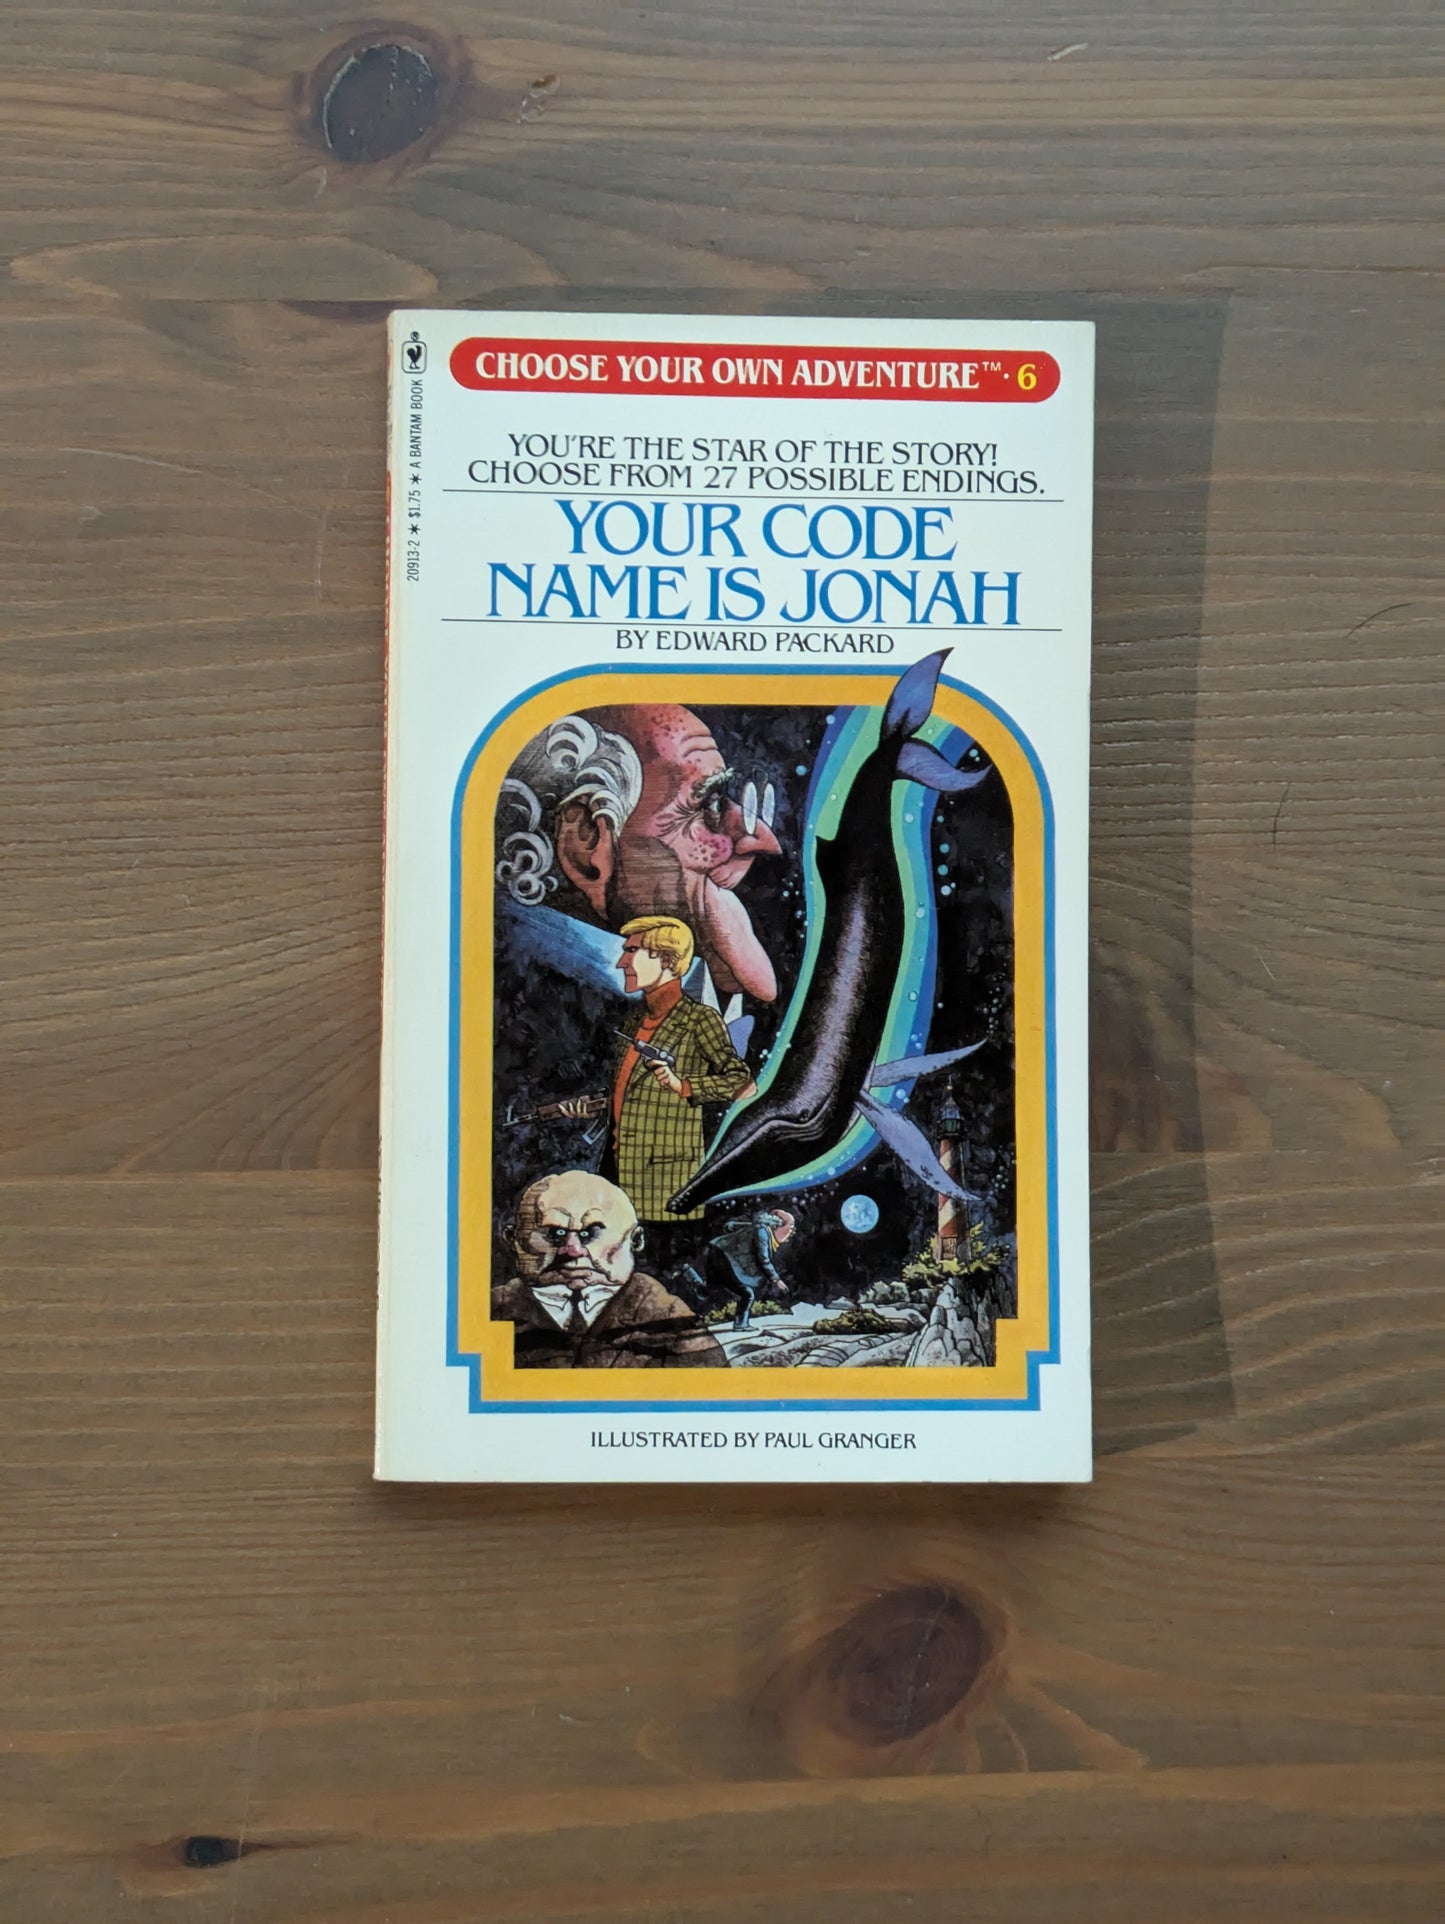 CHOOSE YOUR OWN ADVENTURE™· 6
20913-2 * $1.75 * A BANTAM BOOK
YOU'RE THE STAR OF THE STORY!
CHOOSE FROM 27 POSSIBLE ENDINGS.
YOUR CODE
NAME IS JONAH
BY EDWARD PACKARD
ILLUSTRATED BY PAUL GRANGER